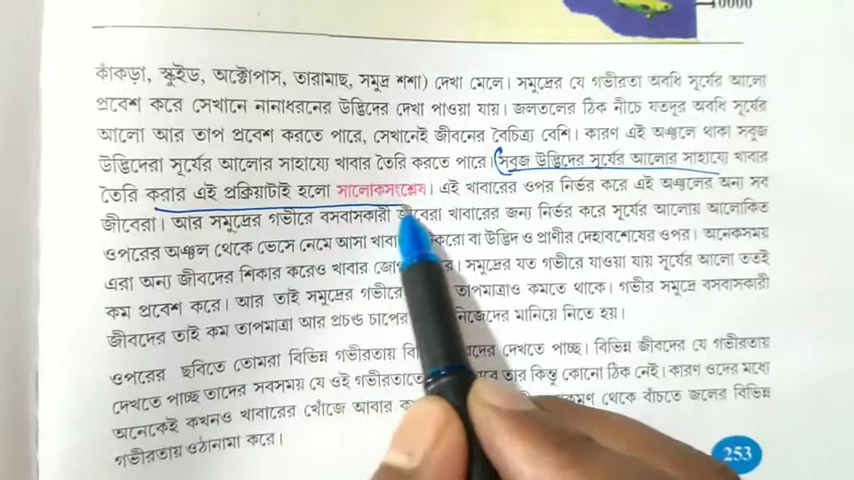 10000
কাঁকড়া, স্কুইড, অক্টোপাস, তারামাছ, সমুদ্র শশা) দেখা মেলে। সমুদ্রের যে গভীরতা অবধি সূর্যের আলো
প্রবেশ করে সেখানে নানাধরনের উদ্ভিদের দেখা পাওয়া যায়। জলতলের ঠিক নীচে যতদূর অবধি সূর্যের
আলো আর তাপ প্রবেশ করতে পারে, সেখানেই জীবনের বৈচিত্র্য বেশি। কারণ এই অঞ্চলে থাকা সবুজ
উদ্ভিদেরা সূর্যের আলোর সাহায্যে খাবার তৈরি করতে পারে। সবুজ উদ্ভিদের সূর্যের আলোর সাহায্যে খাবার
তৈরি করার এই প্রক্রিয়াটাই হলো সালোকসংশ্লেষ। এই খাবারের ওপর নির্ভর করে এই অঞ্চলের অন্য সব
জীবেরা। আর সমুদ্রের গভীরে বসবাসকারী জীবেরা খাবারের জন্য নির্ভর করে সূর্যের আলোয় আলোকিত
ওপরের অঞ্চল থেকে ভেসে নেমে আসা করো বা উদ্ভিদ ও প্রাণীর দেহাবশেষের ওপর। অনেকসময়
এরা অন্য জীবদের শিকার করেও খাবার সমুদ্রের যত গভীরে যাওয়া যায় সূর্যের আলো ততই
কম প্রবেশ করে। আর তাই সমুদ্রের গভীরে তাপমাত্রাও কমতে থাকে। গভীর সমুদ্রে বসবাসকারী
জীবদের তাই কম তাপমাত্রা আর প্রচন্ড চাপের নিজেদের মানিয়ে নিতে হয়।
ওপরের ছবিতে তোমরা বিভিন্ন গভীরতায় দেখতে পাচ্ছ। বিভিন্ন জীবদের যে গভীরতায়
দেখতে পাচ্ছ তাদের সবসময় যে ওই গভীরতাতে তার কিন্তু কোনো ঠিক নেই। কারণ ওদের মধ্যে
অনেকেই কখনও খাবারের খোঁজে আবার থেকে বাঁচতে জলের বিভিন্ন
গভীরতায় ওঠানামা করে।
253